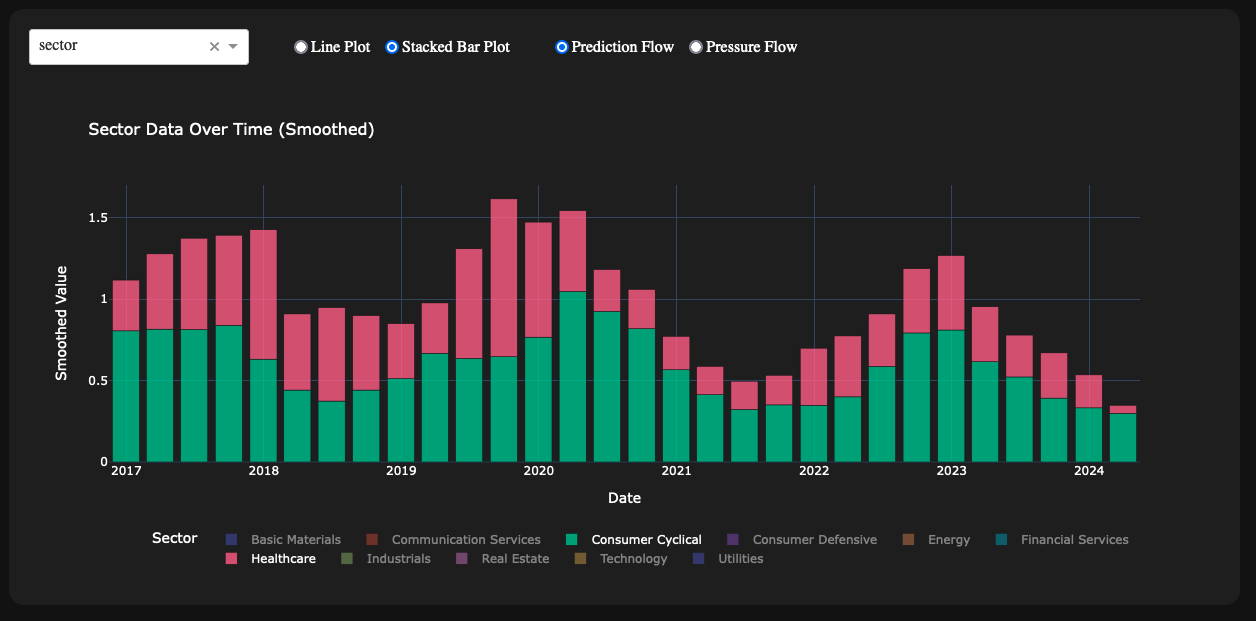 sector
Line Plot Stacked Bar Plot Prediction Flow Pressure Flow
Sector Data Over Time (Smoothed)
1.5
1
0.5
0
Smoothed Value
2017 2018 2019 2020 2021 2022 2023 2024
Date
Sector Basic Materials Communication Services Consumer Cyclical Consumer Defensive Energy Financial Services
Healthcare Industrials Real Estate Technology Utilities